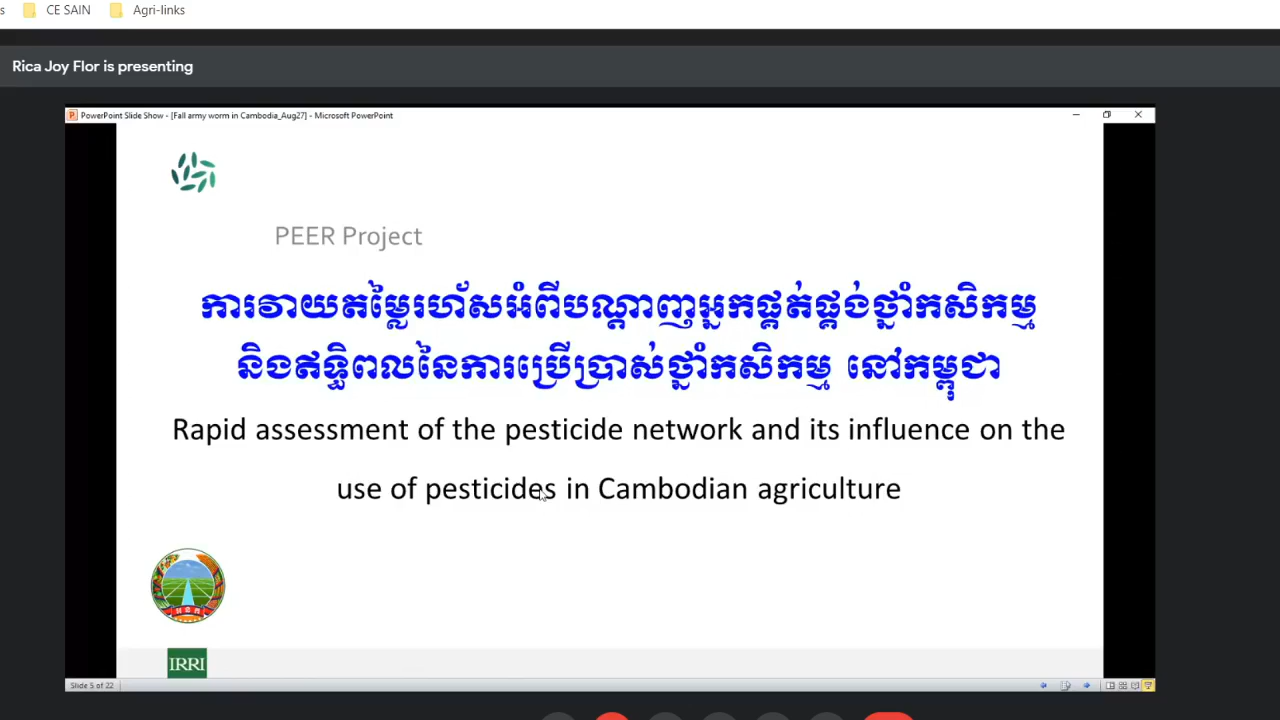 s CE SAIN Agri-links
Rica Joy Flor is presenting
PowerPoint Slide Show - [Fall army worm in Cambodia_Aug27] - Microsoft PowerPoint
PEER Project
ការវាយតម្លៃរហ័សអំពីបណ្តាញអ្នកផ្គត់ផ្គង់ថ្នាំកសិកម្ម
និងឥទ្ធិពលនៃការប្រើប្រាស់ថ្នាំកសិកម្ម នៅកម្ពុជា
Rapid assessment of the pesticide network and its influence on the
use of pesticides in Cambodian agriculture
IRRI
Slide 5 of 22